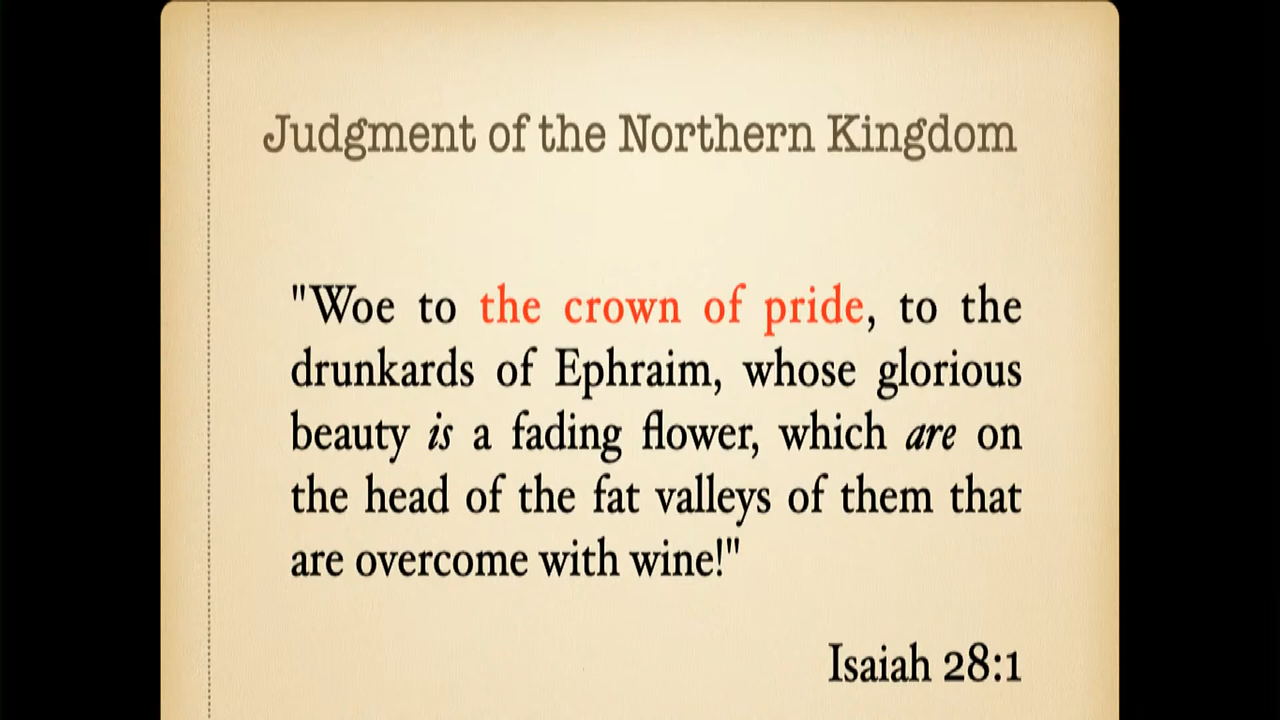 Judgment of the Northern Kingdom
"Woe to the crown of pride, to the
drunkards of Ephraim, whose glorious
beauty is a fading flower, which are on
the head of the fat valleys of them that
are overcome with wine!"
Isaiah 28:1